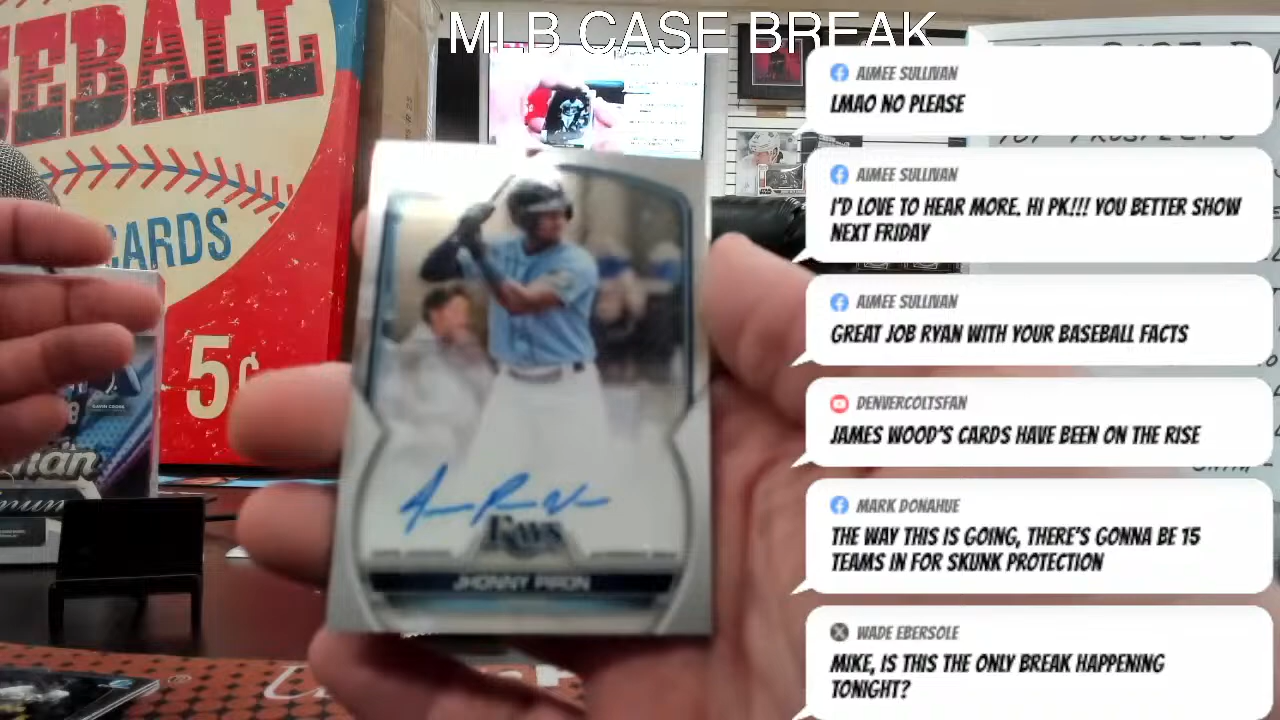 MLB CASE BREAK
AIMEE SULLIVAN
LMAO NO PLEASE
AIMEE SULLIVAN
I'D LOVE TO HEAR MORE. HI PK!!! YOU BETTER SHOW
NEXT FRIDAY
AIMEE SULLIVAN
GREAT JOB RYAN WITH YOUR BASEBALL FACTS
DENVERCOLTSFAN
JAMES WOOD'S CARDS HAVE BEEN ON THE RISE
MARK DONAHUE
THE WAY THIS IS GOING, THERE'S GONNA BE 15
TEAMS IN FOR SKUNK PROTECTION
WADE EBERSOLE
MIKE, IS THIS THE ONLY BREAK HAPPENING
TONIGHT?
SEBALL
CARDS
5¢
RAYS
JHONNY PIRON